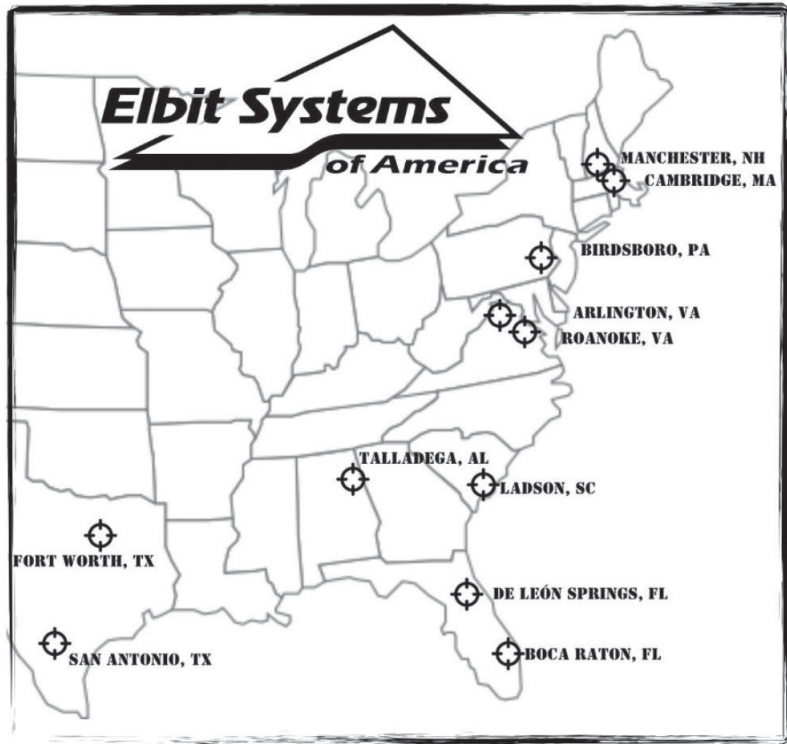 Elbit Systems
of America
MANCHESTER, NH
CAMBRIDGE, MA
BIRDSBORO, PA
ARLINGTON, VA
ROANOKE, VA
TALLADEGA, AL
LADSON, SC
FORT WORTH, TX
DE LEÓN SPRINGS, FL
SAN ANTONIO, TX
BOCA RATON, FL